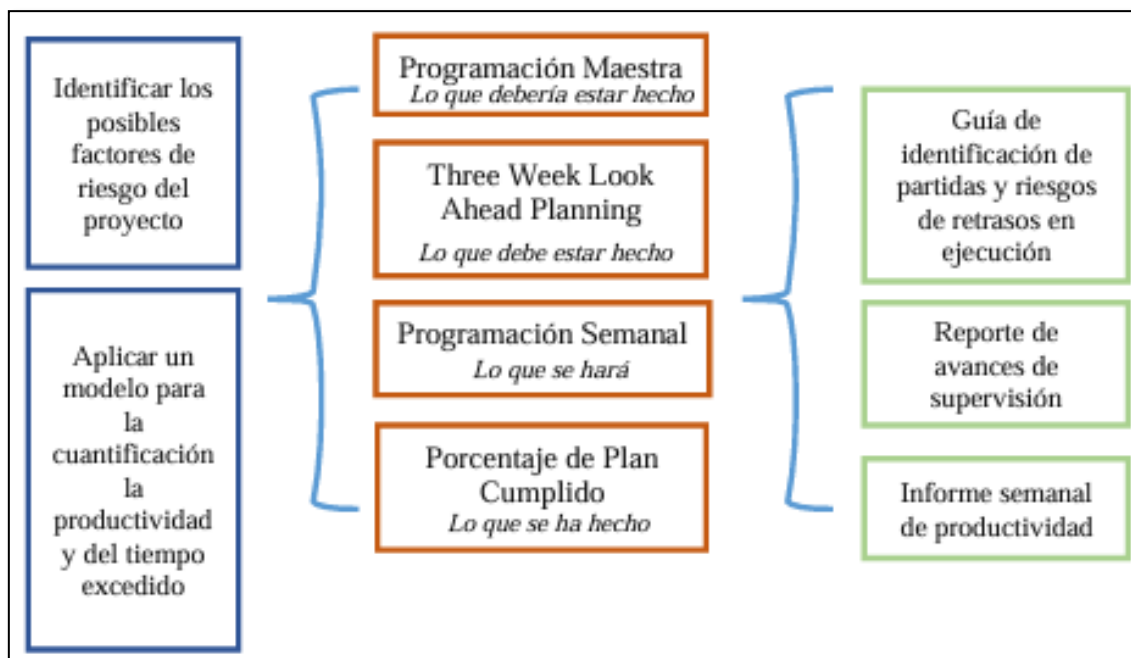 Identificar los
posibles
factores de
riesgo del
proyecto
Aplicar un
modelo para
la
cuantificación
la
productividad
y del tiempo
excedido
Programación Maestra
Lo que debería estar hecho
Three Week Look
Ahead Planning
Lo que debe estar hecho
Programación Semanal
Lo que se hará
Porcentaje de Plan
Cumplido
Lo que se ha hecho
Guía de
identificación de
partidas y riesgos
de retrasos en
ejecución
Reporte de
avances de
supervisión
Informe semanal
de productividad